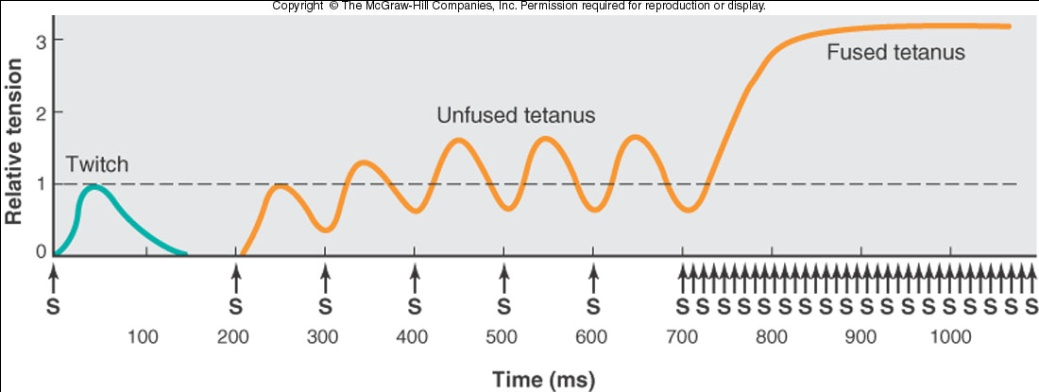 Copyright © The McGraw-Hill Companies, Inc. Permission required for reproduction or display.
3
Fused tetanus
2
Unfused tetanus
Relative tension
Twitch
1
0
S S S S S S S S S S S S S S S S S S S S S S
100 200 300 400 500 600 700 800 900 1000
Time (ms)